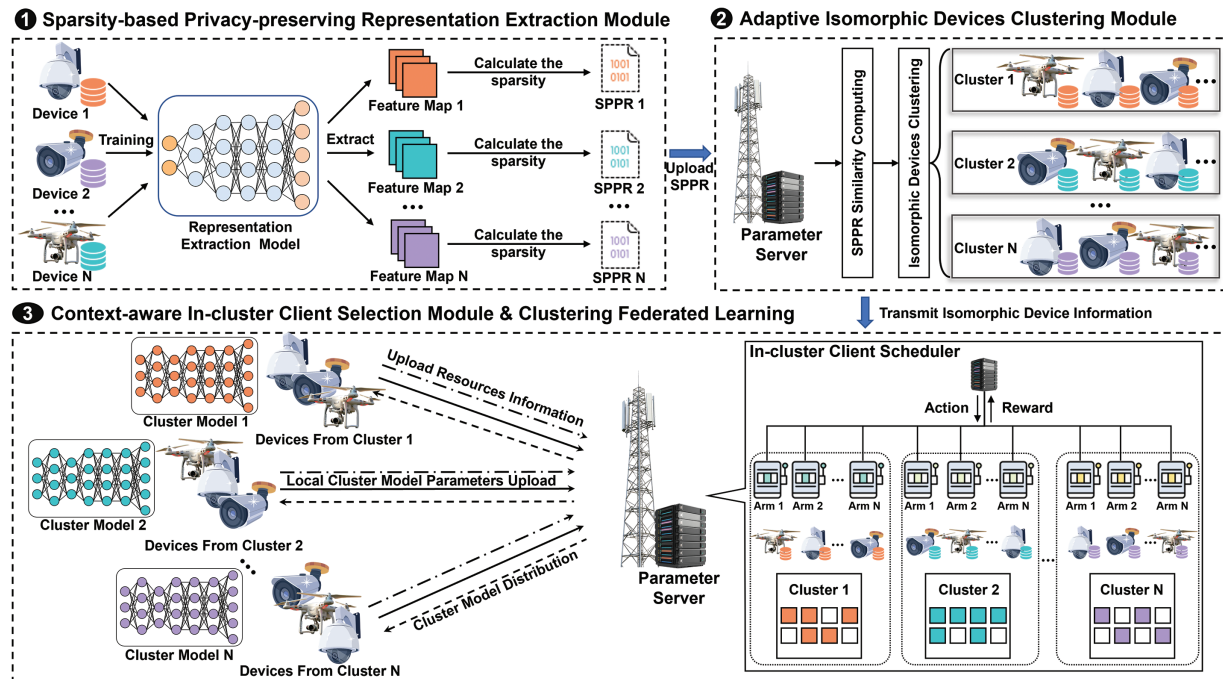 1 Sparsity-based Privacy-preserving Representation Extraction Module
Device 1
Device 2
...
Device N
Training
Representation
Extraction Model
Extract
Feature Map 1
Feature Map 2
...
Feature Map N
Calculate the
sparsity
Calculate the
sparsity
Calculate the
sparsity
1001
0101
SPPR 1
1001
0101
SPPR 2
...
1001
0101
SPPR N
Upload
SPPR
2 Adaptive Isomorphic Devices Clustering Module
Parameter
Server
SPPR Similarity Computing
Isomorphic Devices Clustering
Cluster 1
...
Cluster 2
...
...
Cluster N
...
Transmit Isomorphic Device Information
3 Context-aware In-cluster Client Selection Module & Clustering Federated Learning
Cluster Model 1
Devices From Cluster 1
Cluster Model 2
Devices From Cluster 2
...
Cluster Model N
Devices From Cluster N
Upload Resources Information
Local Cluster Model Parameters Upload
Cluster Model Distribution
Parameter
Server
In-cluster Client Scheduler
Action
Reward
...
Arm 1 Arm 2 Arm N
...
Cluster 1
...
Arm 1 Arm 2 Arm N
...
Cluster 2
...
...
Arm 1 Arm 2 Arm N
...
Cluster N